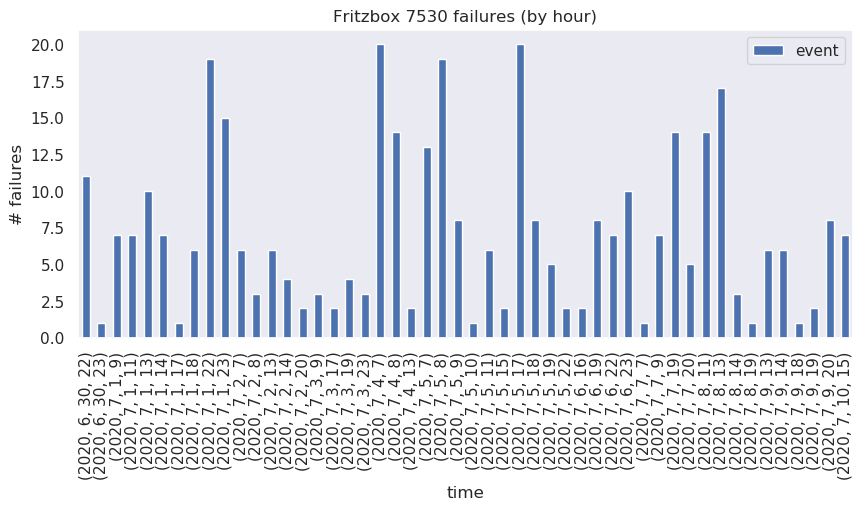 Fritzbox 7530 failures (by hour)
event
# failures
20.0
17.5
15.0
12.5
10.0
7.5
5.0
2.5
0.0
(2020, 6, 30, 22)
(2020, 6, 30, 23)
(2020, 7, 1, 9)
(2020, 7, 1, 11)
(2020, 7, 1, 13)
(2020, 7, 1, 14)
(2020, 7, 1, 17)
(2020, 7, 1, 18)
(2020, 7, 1, 22)
(2020, 7, 1, 23)
(2020, 7, 2, 7)
(2020, 7, 2, 8)
(2020, 7, 2, 13)
(2020, 7, 2, 14)
(2020, 7, 2, 20)
(2020, 7, 3, 9)
(2020, 7, 3, 17)
(2020, 7, 3, 19)
(2020, 7, 3, 23)
(2020, 7, 4, 7)
(2020, 7, 4, 8)
(2020, 7, 4, 13)
(2020, 7, 5, 7)
(2020, 7, 5, 8)
(2020, 7, 5, 9)
(2020, 7, 5, 10)
(2020, 7, 5, 11)
(2020, 7, 5, 15)
(2020, 7, 5, 17)
(2020, 7, 5, 18)
(2020, 7, 5, 19)
(2020, 7, 5, 22)
(2020, 7, 6, 16)
(2020, 7, 6, 19)
(2020, 7, 6, 22)
(2020, 7, 6, 23)
(2020, 7, 7, 7)
(2020, 7, 7, 9)
(2020, 7, 7, 19)
(2020, 7, 7, 20)
(2020, 7, 8, 11)
(2020, 7, 8, 13)
(2020, 7, 8, 14)
(2020, 7, 8, 19)
(2020, 7, 9, 13)
(2020, 7, 9, 14)
(2020, 7, 9, 18)
(2020, 7, 9, 19)
(2020, 7, 9, 20)
(2020, 7, 10, 15)
time